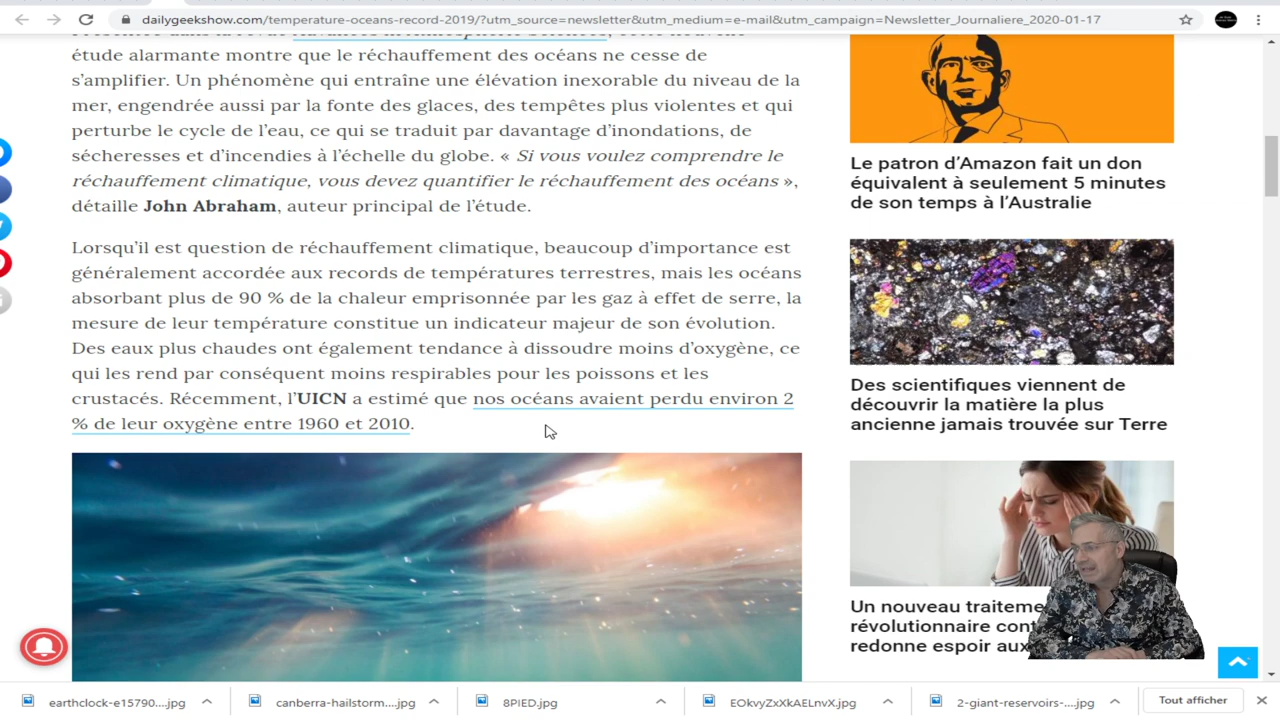 dailygeekshow.com/temperature-oceans-record-2019/?utm_source=newsletter&utm_medium=e-mail&utm_campaign=Newsletter_Journaliere_2020-01-17
étude alarmante montre que le réchauffement des océans ne cesse de
s’amplifier. Un phénomène qui entraîne une élévation inexorable du niveau de la
mer, engendrée aussi par la fonte des glaces, des tempêtes plus violentes et qui
perturbe le cycle de l’eau, ce qui se traduit par davantage d’inondations, de
sécheresses et d’incendies à l’échelle du globe. « Si vous voulez comprendre le
réchauffement climatique, vous devez quantifier le réchauffement des océans »,
détaille John Abraham, auteur principal de l’étude.
Lorsqu’il est question de réchauffement climatique, beaucoup d’importance est
généralement accordée aux records de températures terrestres, mais les océans
absorbant plus de 90 % de la chaleur emprisonnée par les gaz à effet de serre, la
mesure de leur température constitue un indicateur majeur de son évolution.
Des eaux plus chaudes ont également tendance à dissoudre moins d’oxygène, ce
qui les rend par conséquent moins respirables pour les poissons et les
crustacés. Récemment, l’UICN a estimé que nos océans avaient perdu environ 2
% de leur oxygène entre 1960 et 2010.
Le patron d’Amazon fait un don
équivalent à seulement 5 minutes
de son temps à l’Australie
Des scientifiques viennent de
découvrir la matière la plus
ancienne jamais trouvée sur Terre
Un nouveau
révolutionnaire
redonne espoir aux
earthclock-e15790....jpg
canberra-hailstorm....jpg
8PIED.jpg
EOkvyZxXkAELnvX.jpg
2-giant-reservoirs-....jpg
Tout afficher